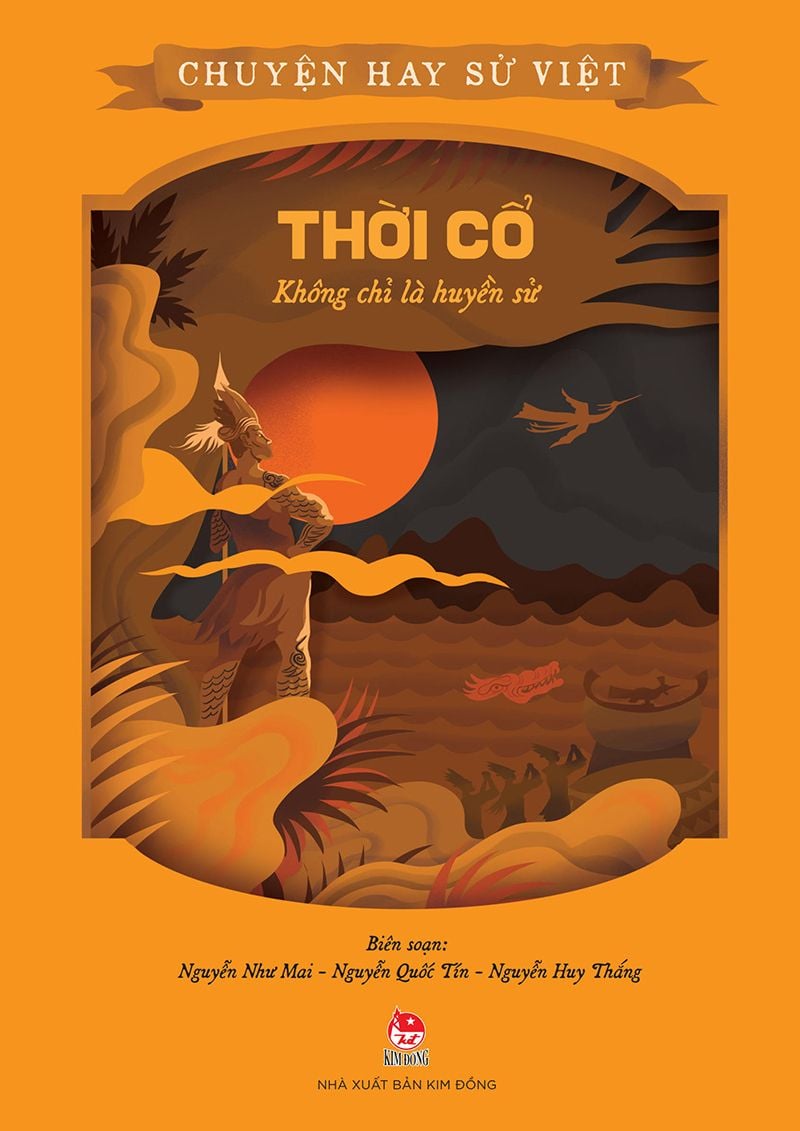 CHUYỆN HAY SỬ VIỆT
THỜI CỔ
Không chỉ là huyền sử
Biên soạn:
Nguyễn Như Mai - Nguyễn Quốc Tín - Nguyễn Huy Thắng
KIM ĐỒNG
NHÀ XUẤT BẢN KIM ĐỒNG